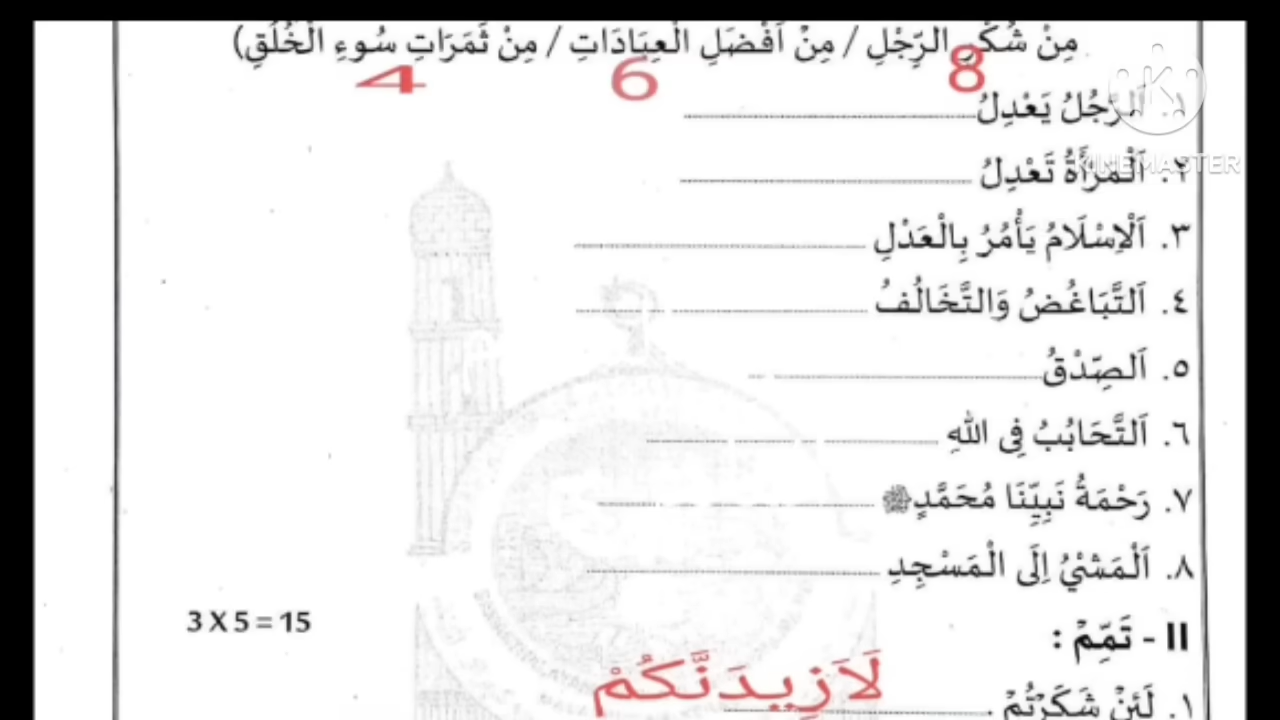 مِنْ شُكْرِ الرِّجْلِ / مِنْ اَفْضَلِ الْعِبَادَاتِ / مِنْ ثَمَرَاتِ سُوءِ الْخُلُقِ)
8 6 4
١. اَلرَّجُلُ يَعْدِلُ
KINEMASTER
٢. اَلْمَرْأَةُ تَعْدِلُ
٣. اَلْاِسْلَامُ يَأْمُرُ بِالْعَدْلِ
٤. اَلتَّبَاغُضُ وَالتَّخَالُفُ
٥. اَلصِّدْقُ
٦. اَلتَّحَابُبُ فِى اللهِ
٧. رَحْمَةُ نَبِيِّنَا مُحَمَّدٍ ﷺ
٨. اَلْمَشْيُ اِلَى الْمَسْجِدِ
II - تَمِّمْ : 3 X 5 = 15
لَاَزِيدَنَّكُمْ
١. لَئِنْ شَكَرْتُمْ